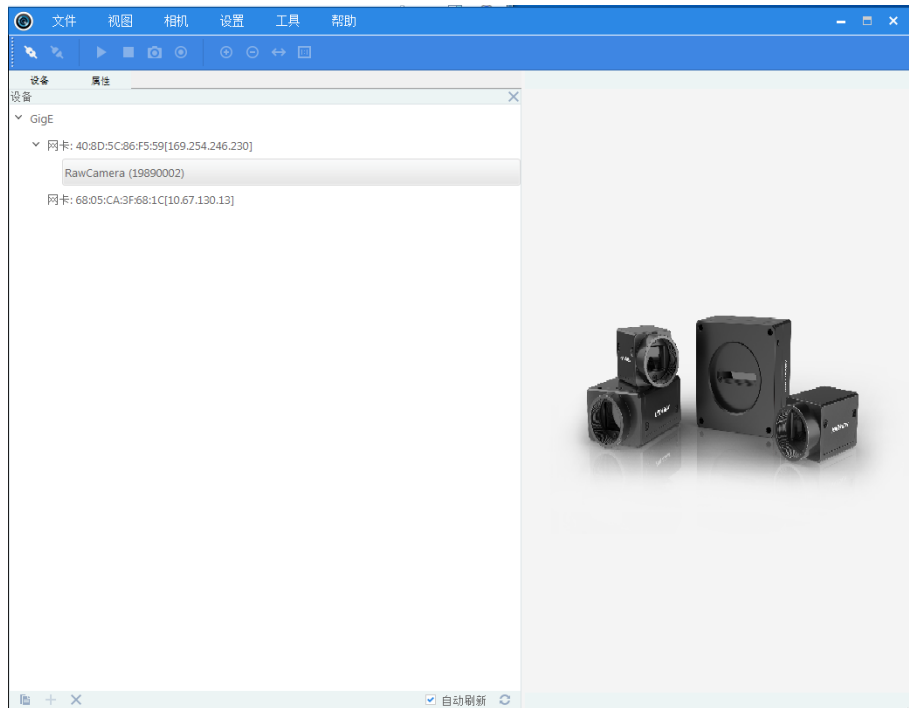 文件 视图 相机 设置 工具 帮助
设备 属性
设备
GigE
网卡: 40:8D:5C:86:F5:59[169.254.246.230]
RawCamera (19890002)
网卡: 68:05:CA:3F:68:1C[10.67.130.13]
自动刷新